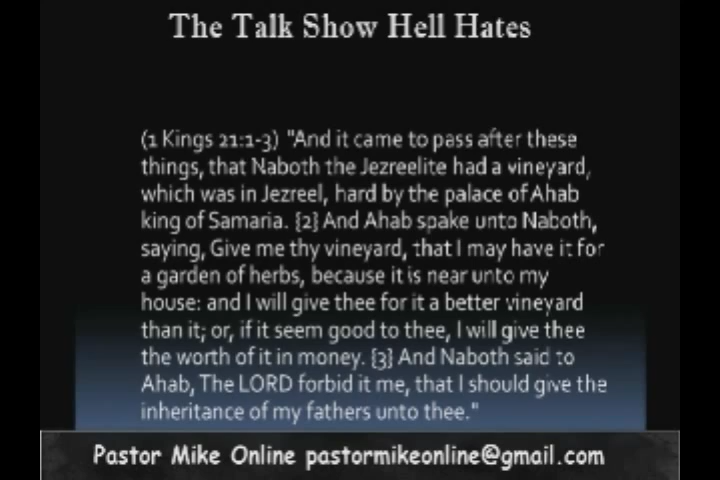 The Talk Show Hell Hates
(1 Kings 21:1-3) "And it came to pass after these
things, that Naboth the Jezreelite had a vineyard,
which was in Jezreel, hard by the palace of Ahab
king of Samaria. {2} And Ahab spake unto Naboth,
saying, Give me thy vineyard, that I may have it for
a garden of herbs, because it is near unto my
house: and I will give thee for it a better vineyard
than it; or, if it seem good to thee, I will give thee
the worth of it in money. {3} And Naboth said to
Ahab, The LORD forbid it me, that I should give the
inheritance of my fathers unto thee."
Pastor Mike Online pastormikeonline@gmail.com